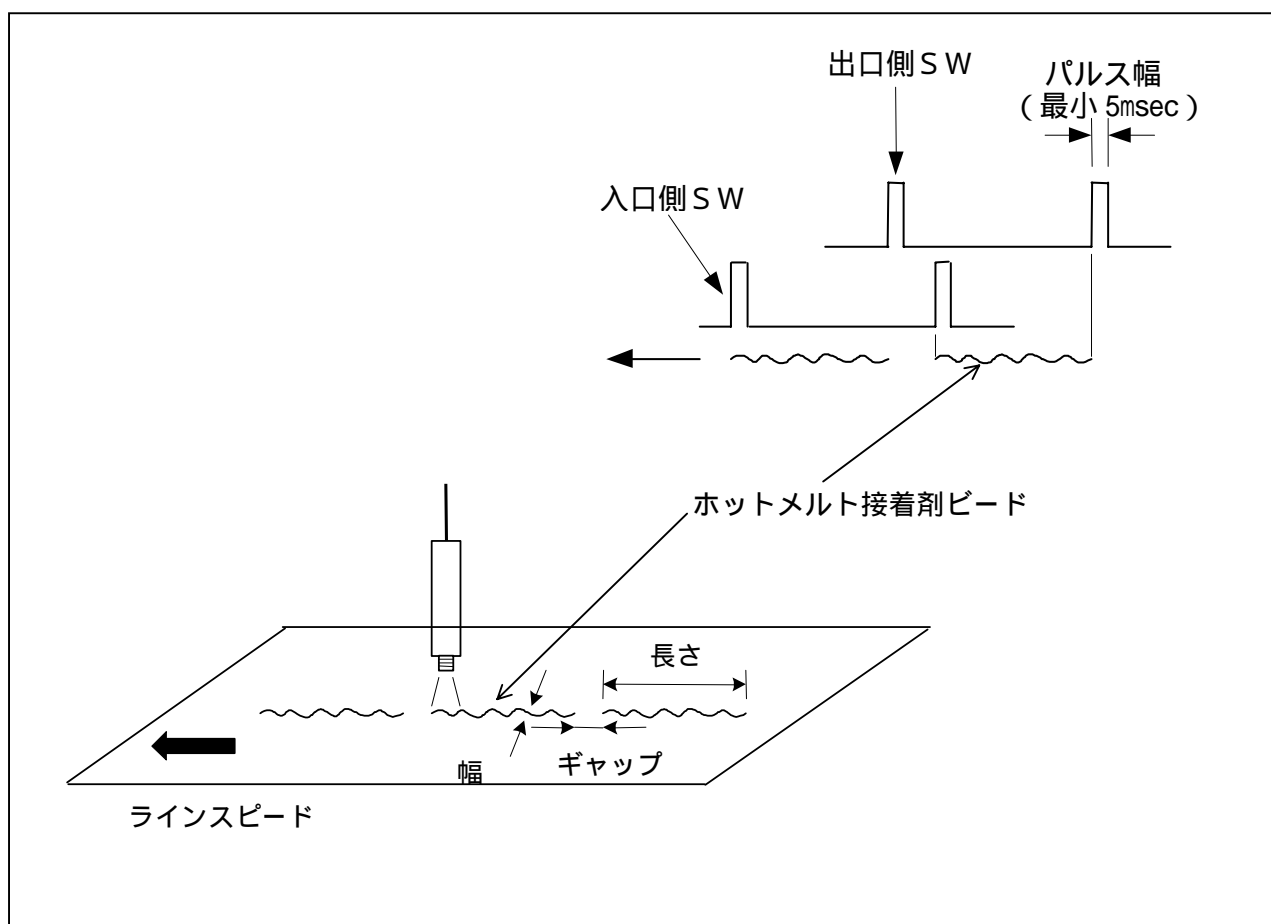 出口側ＳＷ
パルス幅
（最小 5msec）
入口側ＳＷ
ホットメルト接着剤ビード
長さ
幅
ギャップ
ラインスピード